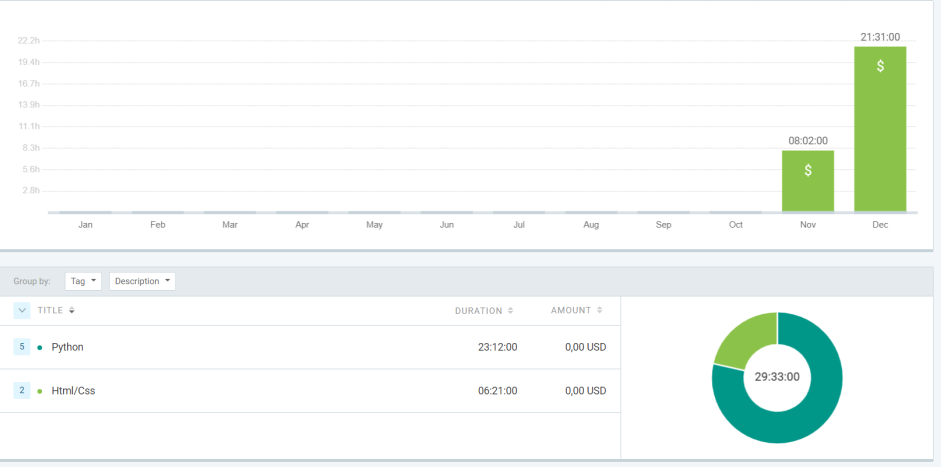 21:31:00
22.2h
19.4h
$
16.7h
13.9h
11.1h
08:02:00
8.3h
$
5.6h
2.8h
Jan Feb Mar Apr May Jun Jul Aug Sep Oct Nov Dec
Group by: Tag Description
TITLE DURATION AMOUNT
5 Python 23:12:00 0,00 USD
29:33:00
2 Html/Css 06:21:00 0,00 USD